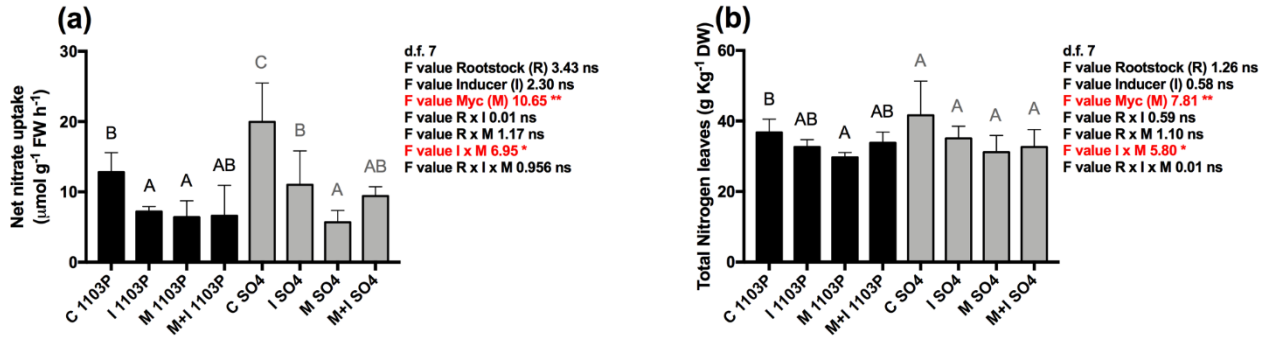 (a)
Net nitrate uptake
(μmol g⁻¹ FW h⁻¹)
30
20
10
0
B
A
A
AB
C
B
A
AB
C 1103P
I 1103P
M 1103P
M+I 1103P
C SO4
I SO4
M SO4
M+I SO4
d.f. 7
F value Rootstock (R) 3.43 ns
F value Inducer (I) 2.30 ns
F value Myc (M) 10.65 **
F value R x I 0.01 ns
F value R x M 1.17 ns
F value I x M 6.95 *
F value R x I x M 0.956 ns
(b)
Total Nitrogen leaves (g Kg⁻¹ DW)
60
40
20
0
B
AB
A
AB
A
A
A
A
C 1103P
I 1103P
M 1103P
M+I 1103P
C SO4
I SO4
M SO4
M+I SO4
d.f. 7
F value Rootstock (R) 1.26 ns
F value Inducer (I) 0.58 ns
F value Myc (M) 7.81 **
F value R x I 0.59 ns
F value R x M 1.10 ns
F value I x M 5.80 *
F value R x I x M 0.01 ns